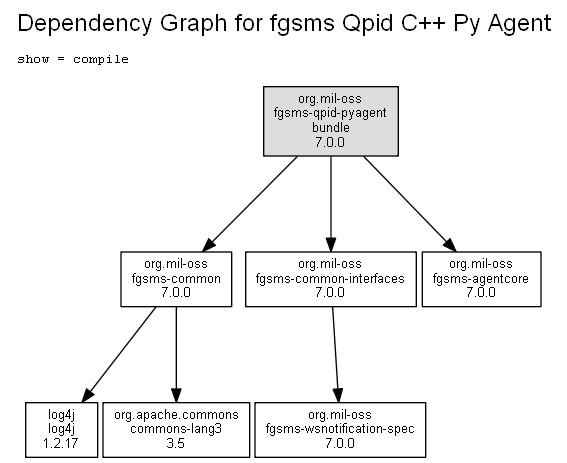 Dependency Graph for fgsms Qpid C++ Py Agent
show = compile
org.mil-oss
fgsms-qpid-pyagent
bundle
7.0.0
org.mil-oss
fgsms-common
7.0.0
org.mil-oss
fgsms-common-interfaces
7.0.0
org.mil-oss
fgsms-agentcore
7.0.0
log4j
log4j
1.2.17
org.apache.commons
commons-lang3
3.5
org.mil-oss
fgsms-wsnotification-spec
7.0.0